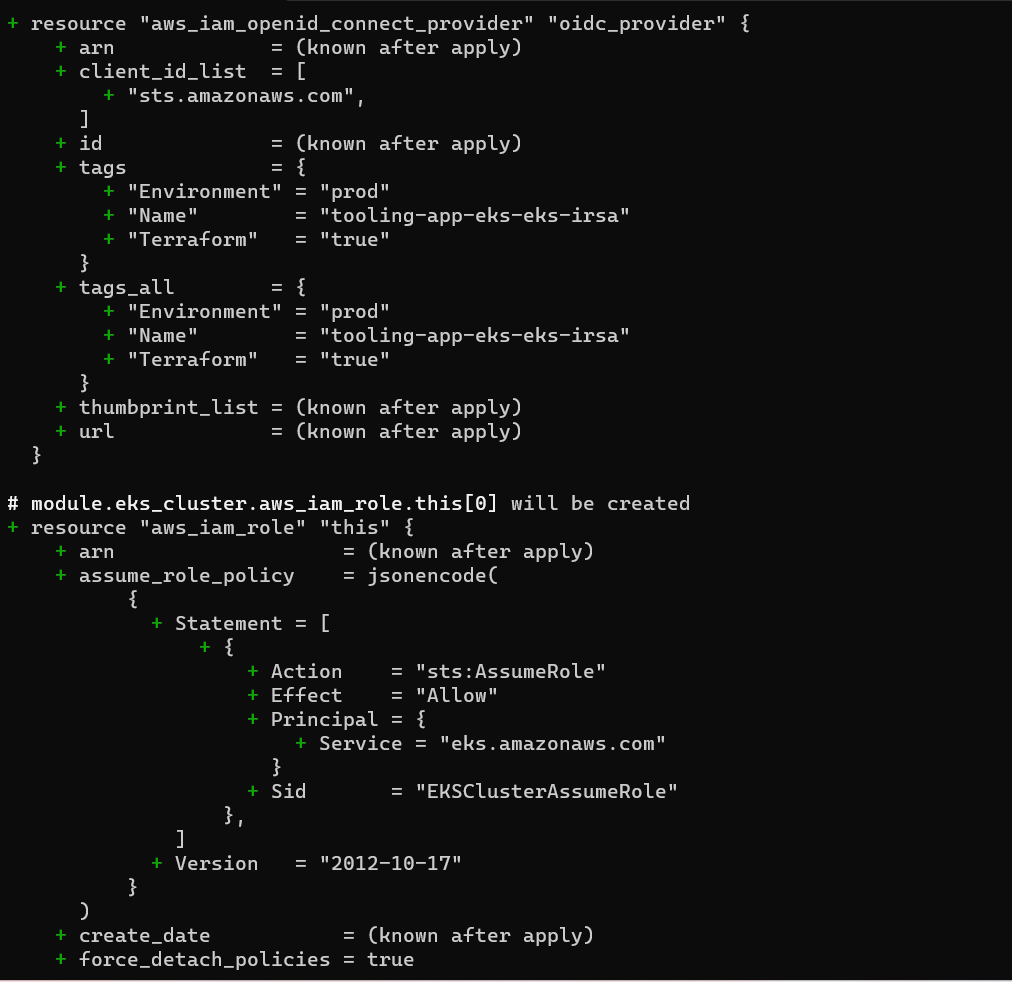 + resource "aws_iam_openid_connect_provider" "oidc_provider" {
    + arn             = (known after apply)
    + client_id_list  = [
        + "sts.amazonaws.com",
      ]
    + id              = (known after apply)
    + tags            = {
        + "Environment" = "prod"
        + "Name"        = "tooling-app-eks-eks-irsa"
        + "Terraform"   = "true"
      }
    + tags_all        = {
        + "Environment" = "prod"
        + "Name"        = "tooling-app-eks-eks-irsa"
        + "Terraform"   = "true"
      }
    + thumbprint_list = (known after apply)
    + url             = (known after apply)
  }

# module.eks_cluster.aws_iam_role.this[0] will be created
+ resource "aws_iam_role" "this" {
    + arn                   = (known after apply)
    + assume_role_policy    = jsonencode(
          {
            + Statement = [
                + {
                    + Action    = "sts:AssumeRole"
                    + Effect    = "Allow"
                    + Principal = {
                        + Service = "eks.amazonaws.com"
                      }
                    + Sid       = "EKSClusterAssumeRole"
                  },
              ]
            + Version   = "2012-10-17"
          }
      )
    + create_date           = (known after apply)
    + force_detach_policies = true